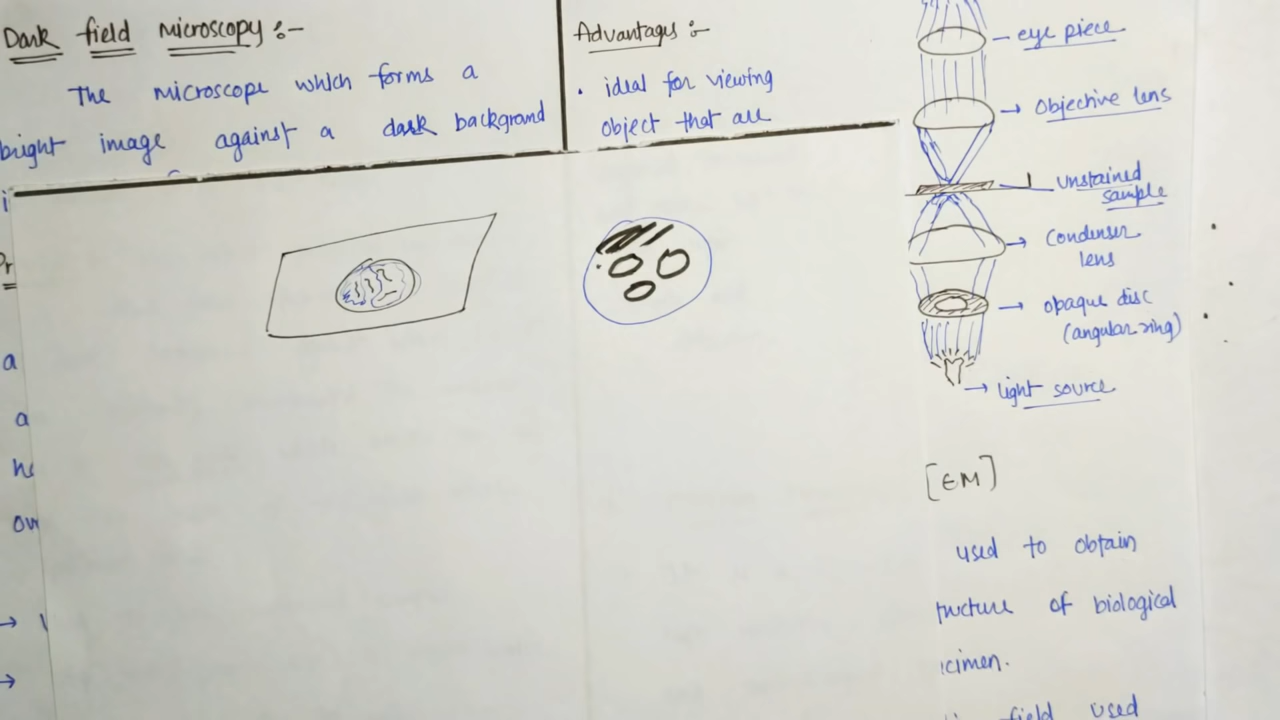 Dark field microscopy :-
The microscope which forms a
bright image against a dark background
Advantages :-
• ideal for viewing
object that are
eye piece
→ objective lens
unstained
sample
→ condenser
lens
→ opaque disc
(angular ring)
→ light source
[EM]
used to obtain
of biological
field used